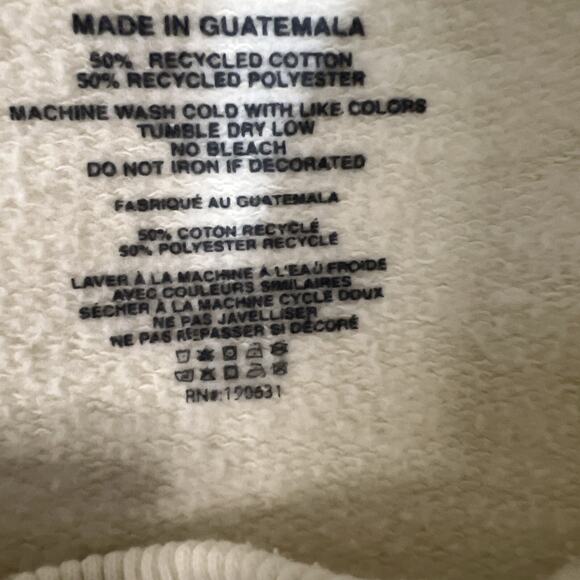 MADE IN GUATEMALA
50% RECYCLED COTTON
50% RECYCLED POLYESTER
MACHINE WASH COLD WITH LIKE COLORS
TUMBLE DRY LOW
NO BLEACH
DO NOT IRON IF DECORATED
FABRIQUÉ AU GUATEMALA
50% COTON RECYCLÉ
50% POLYESTER RECYCLÉ
LAVER À LA MACHINE À L'EAU FROIDE
AVEC COULEURS SIMILAIRES
SÉCHER À LA MACHINE CYCLE DOUX
NE PAS JAVELLISER
NE PAS REPASSER SI DÉCORÉ
RN#:190631